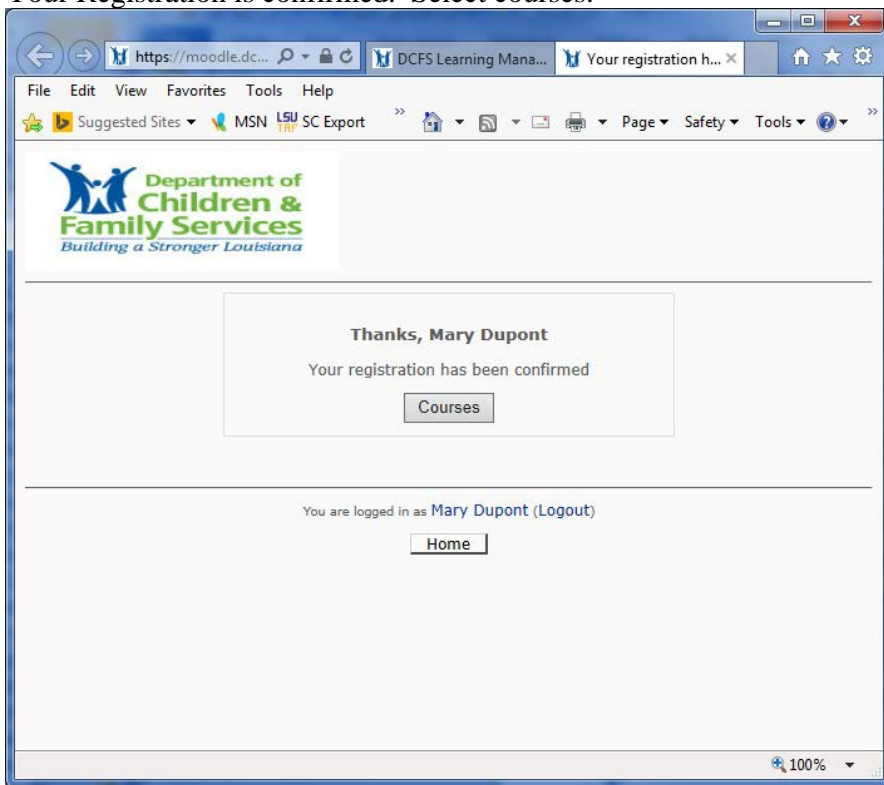 Your Registration is confirmed. Select courses.
https://moodle.dc...
DCFS Learning Mana...
Your registration h...
File Edit View Favorites Tools Help
Suggested Sites MSN LSU TRF SC Export » Page Safety Tools »
Department of
Children &
Family Services
Building a Stronger Louisiana
Thanks, Mary Dupont
Your registration has been confirmed
Courses
You are logged in as Mary Dupont (Logout)
Home
100%